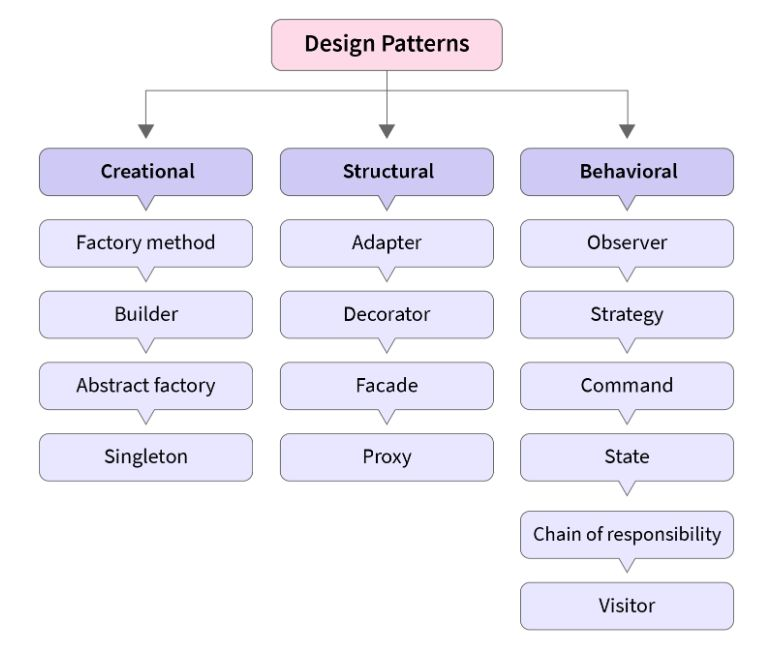 Design Patterns
Creational
Factory method
Builder
Abstract factory
Singleton
Structural
Adapter
Decorator
Facade
Proxy
Behavioral
Observer
Strategy
Command
State
Chain of responsibility
Visitor